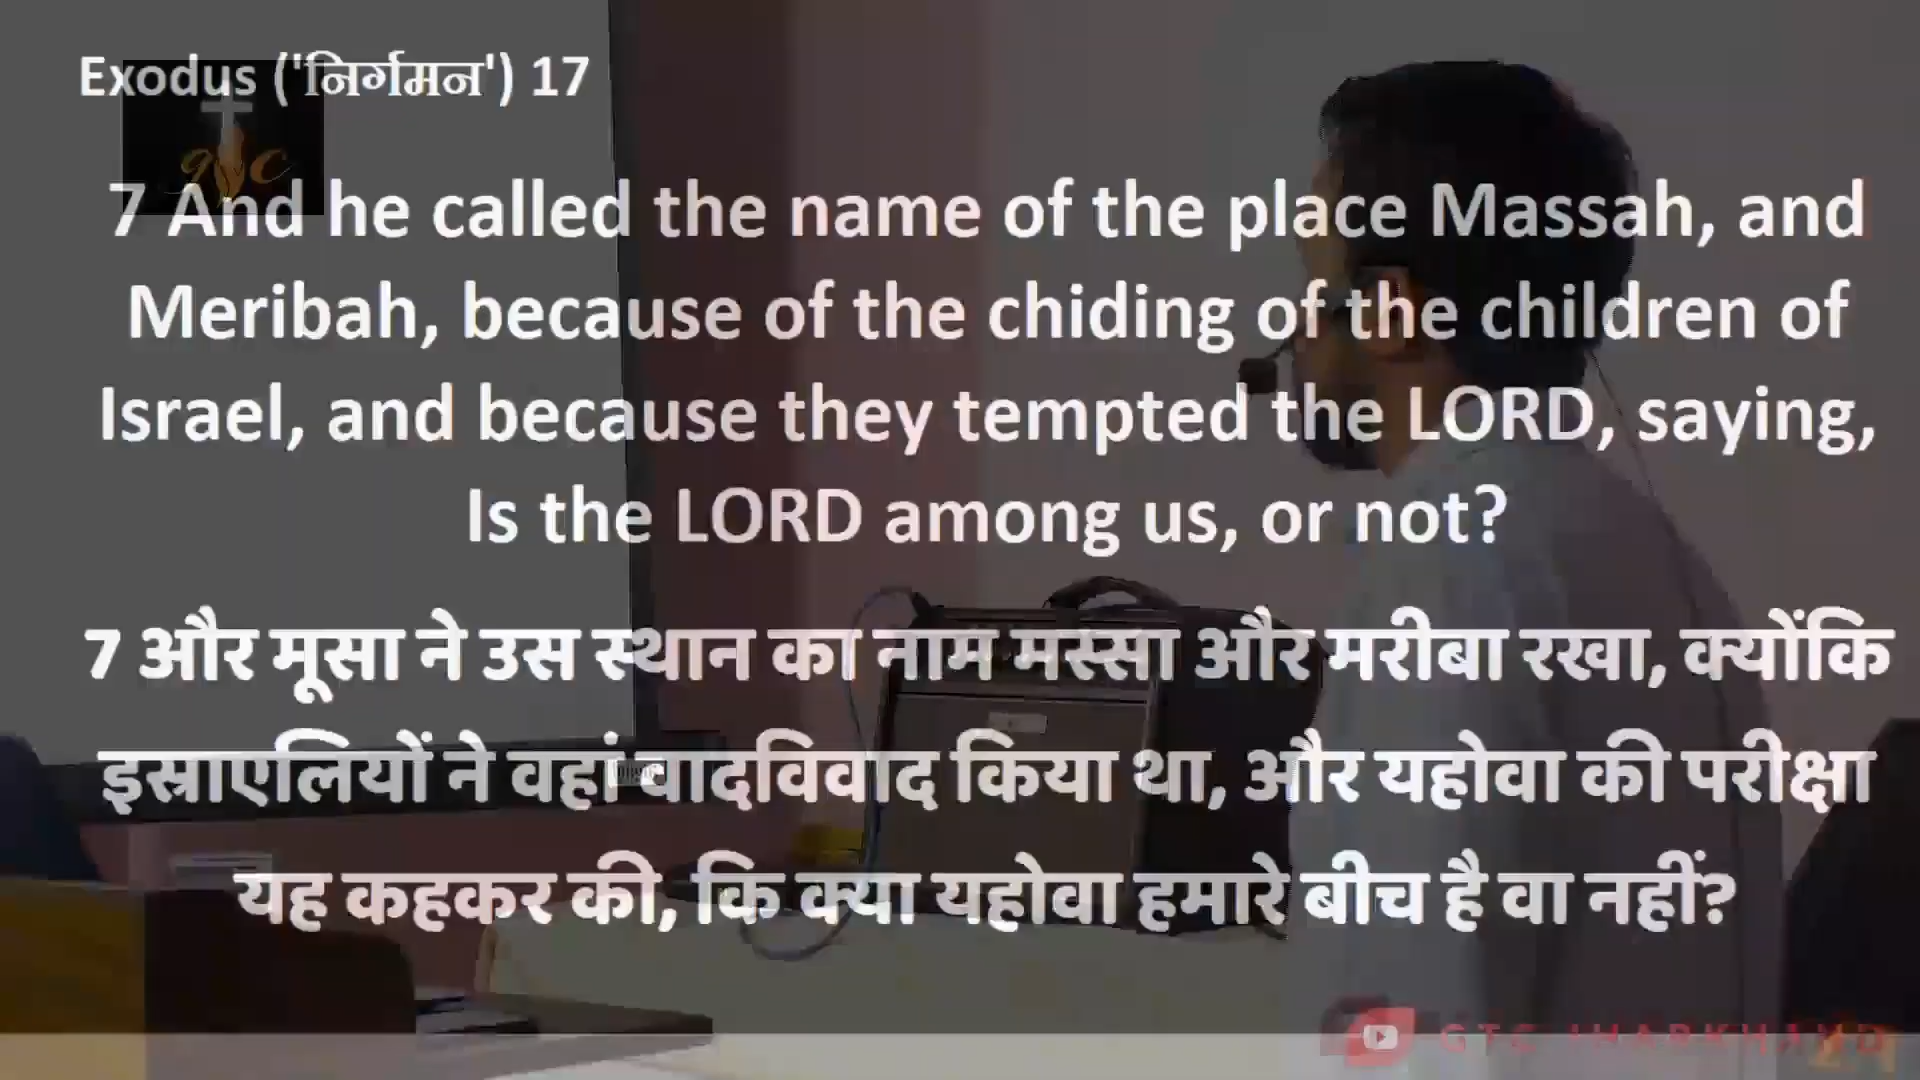 Exodus ('निर्गमन') 17
gtc
7 And he called the name of the place Massah, and
Meribah, because of the chiding of the children of
Israel, and because they tempted the LORD, saying,
Is the LORD among us, or not?
7 और मूसा ने उस स्थान का नाम मस्सा और मरीबा रखा, क्योंकि
इस्राएलियों ने वहां वादविवाद किया था, और यहोवा की परीक्षा
यह कहकर की, कि क्या यहोवा हमारे बीच है वा नहीं?
GTC JHARKHAND